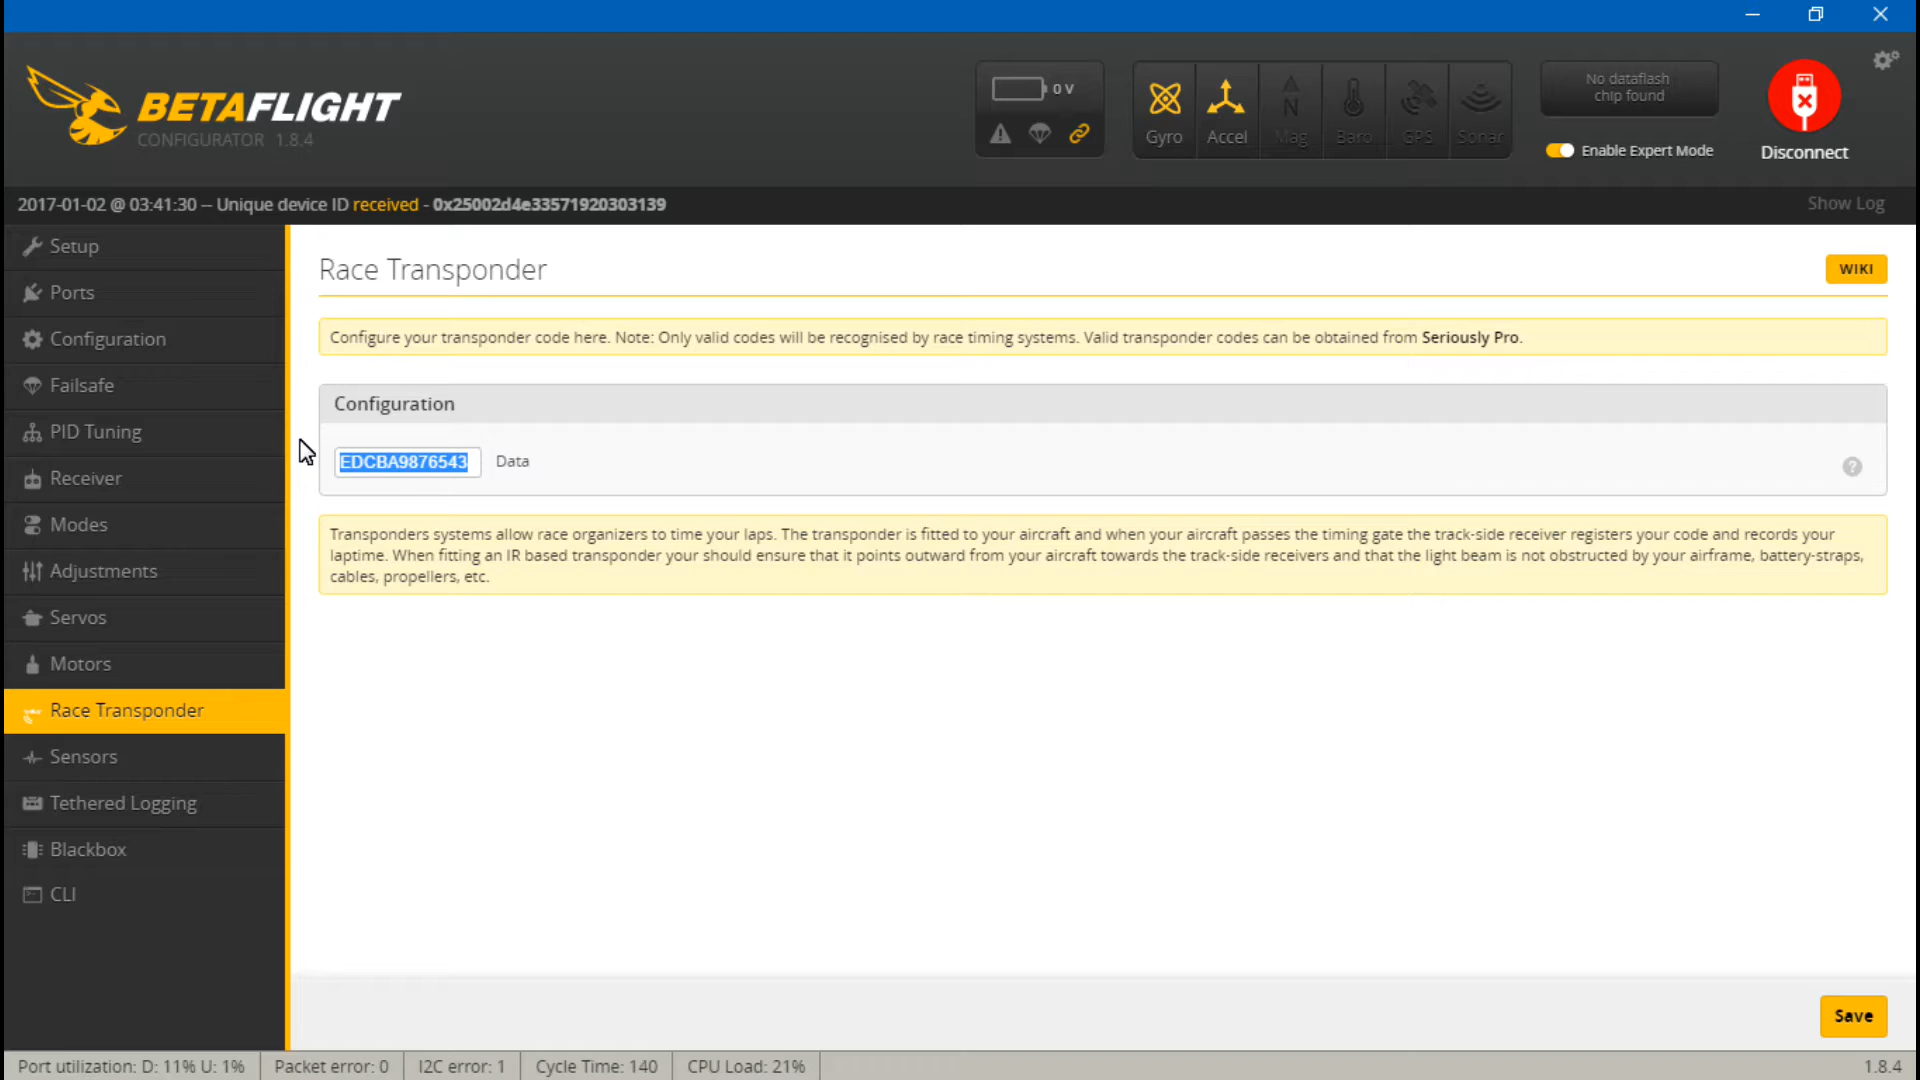 BETAFLIGHT
CONFIGURATOR 1.8.4
0 V
Gyro
Accel
Mag
Baro
GPS
Sonar
No dataflash
chip found
Enable Expert Mode
Disconnect
2017-01-02 @ 03:41:30 -- Unique device ID received - 0x25002d4e33571920303139
Show Log
Setup
Ports
Configuration
Failsafe
PID Tuning
Receiver
Modes
Adjustments
Servos
Motors
Race Transponder
Sensors
Tethered Logging
Blackbox
CLI
Race Transponder
WIKI
Configure your transponder code here. Note: Only valid codes will be recognised by race timing systems. Valid transponder codes can be obtained from Seriously Pro.
Configuration
EDCBA9876543
Data
?
Transponders systems allow race organizers to time your laps. The transponder is fitted to your aircraft and when your aircraft passes the timing gate the track-side receiver registers your code and records your
laptime. When fitting an IR based transponder your should ensure that it points outward from your aircraft towards the track-side receivers and that the light beam is not obstructed by your airframe, battery-straps,
cables, propellers, etc.
Save
Port utilization: D: 11% U: 1%
Packet error: 0
I2C error: 1
Cycle Time: 140
CPU Load: 21%
1.8.4